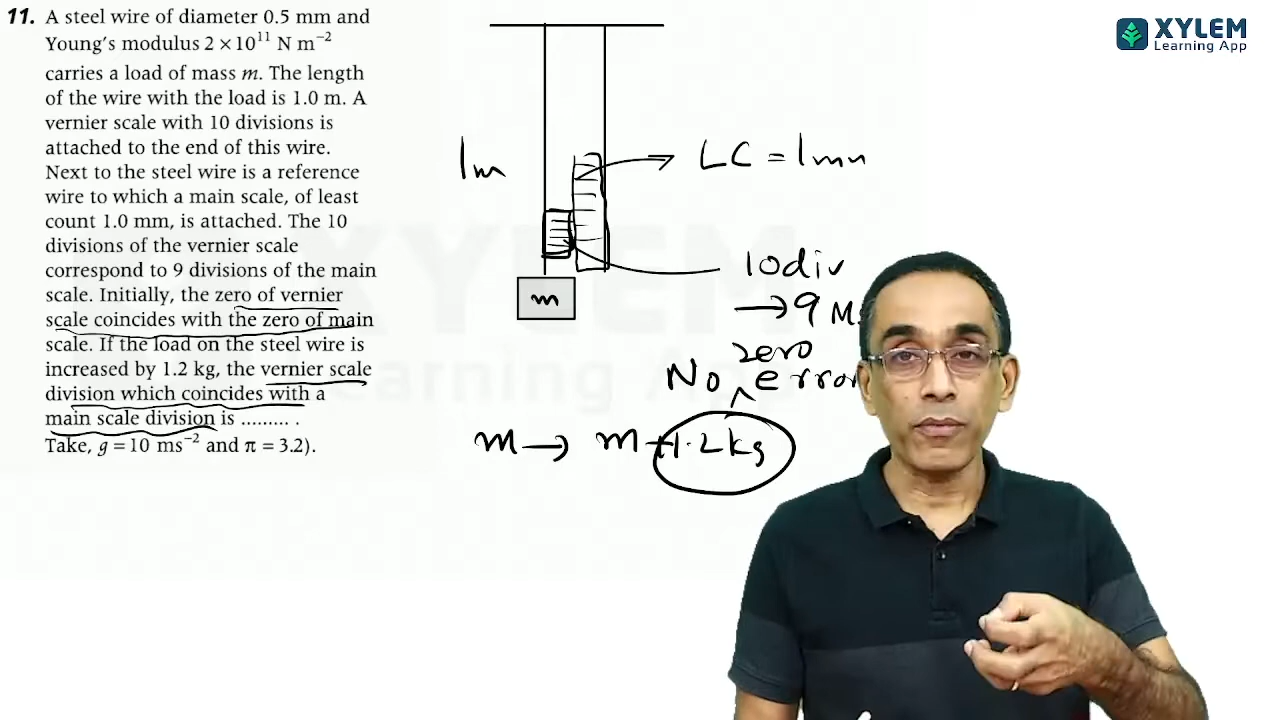 11. A steel wire of diameter 0.5 mm and
Young's modulus 2 × 10¹¹ N m⁻²
carries a load of mass m. The length
of the wire with the load is 1.0 m. A
vernier scale with 10 divisions is
attached to the end of this wire.
Next to the steel wire is a reference
wire to which a main scale, of least
count 1.0 mm, is attached. The 10
divisions of the vernier scale
correspond to 9 divisions of the main
scale. Initially, the zero of vernier
scale coincides with the zero of main
scale. If the load on the steel wire is
increased by 1.2 kg, the vernier scale
division which coincides with a
main scale division is ......... .
Take, g = 10 ms⁻² and π = 3.2).
XYLEM
Learning App
1m
LC = 1mm
10div
→ 9 M
zero
No error
m
m → m+1.2kg
XYLEM
Learning App